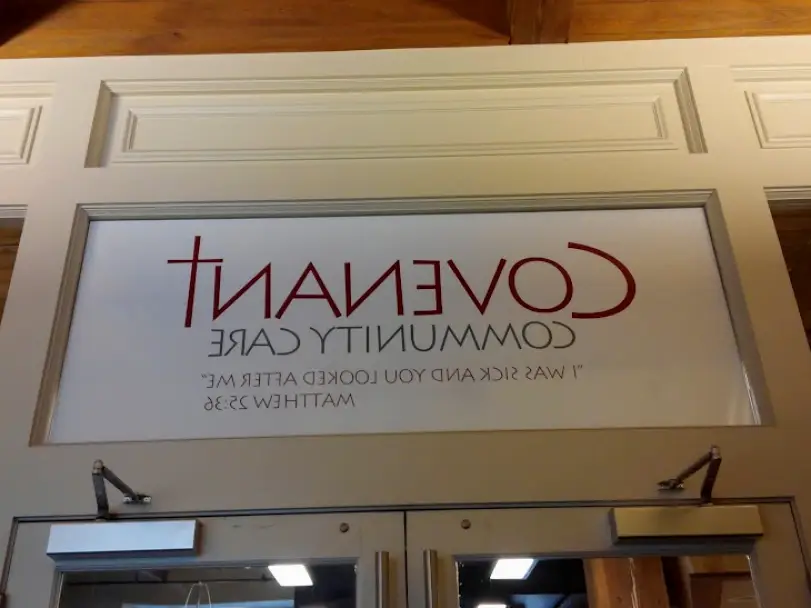 COVENANT
COMMUNITY CARE
"I WAS SICK AND YOU LOOKED AFTER ME"
MATTHEW 25:36